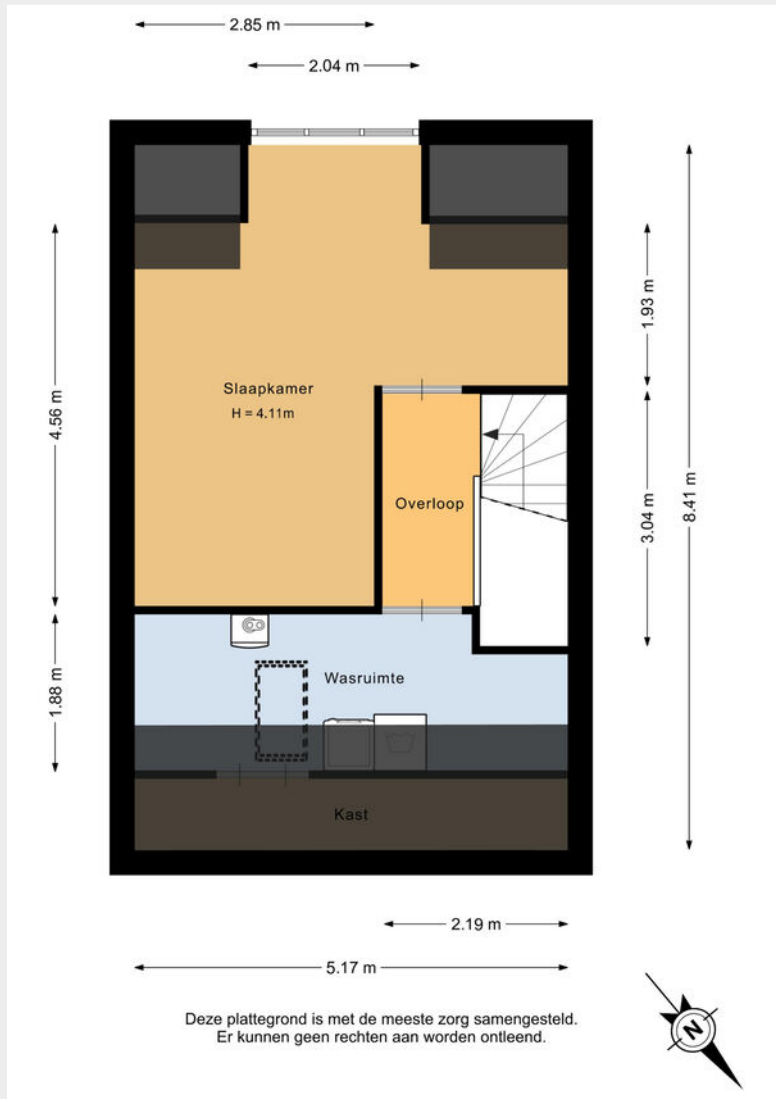 2.85 m
2.04 m
4.56 m
1.93 m
Slaapkamer
H = 4.11m
8.41 m
Overloop
3.04 m
1.88 m
Wasruimte
Kast
2.19 m
5.17 m
Deze plattegrond is met de meeste zorg samengesteld.
Er kunnen geen rechten aan worden ontleend.
N